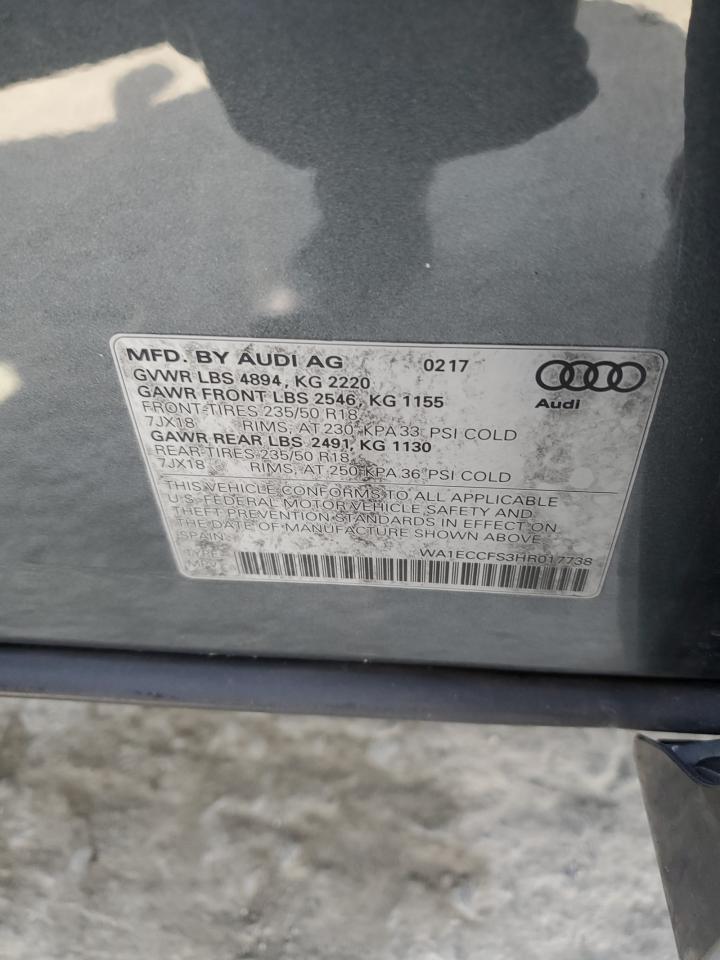 MFD. BY AUDI AG 0217
Audi
GVWR LBS 4894, KG 2220
GAWR FRONT LBS 2546, KG 1155
FRONT-TIRES 235/50 R18
7JX18 RIMS, AT 230 KPA 33 PSI COLD
GAWR REAR LBS 2491, KG 1130
REAR-TIRES 235/50 R18
7JX18 RIMS, AT 250 KPA 36 PSI COLD
THIS VEHICLE CONFORMS TO ALL APPLICABLE
U.S. FEDERAL MOTOR VEHICLE SAFETY AND
THEFT PREVENTION STANDARDS IN EFFECT ON
THE DATE OF MANUFACTURE SHOWN ABOVE.
SPAIN
TYPE: WA1ECCFS3HR017738
MPV